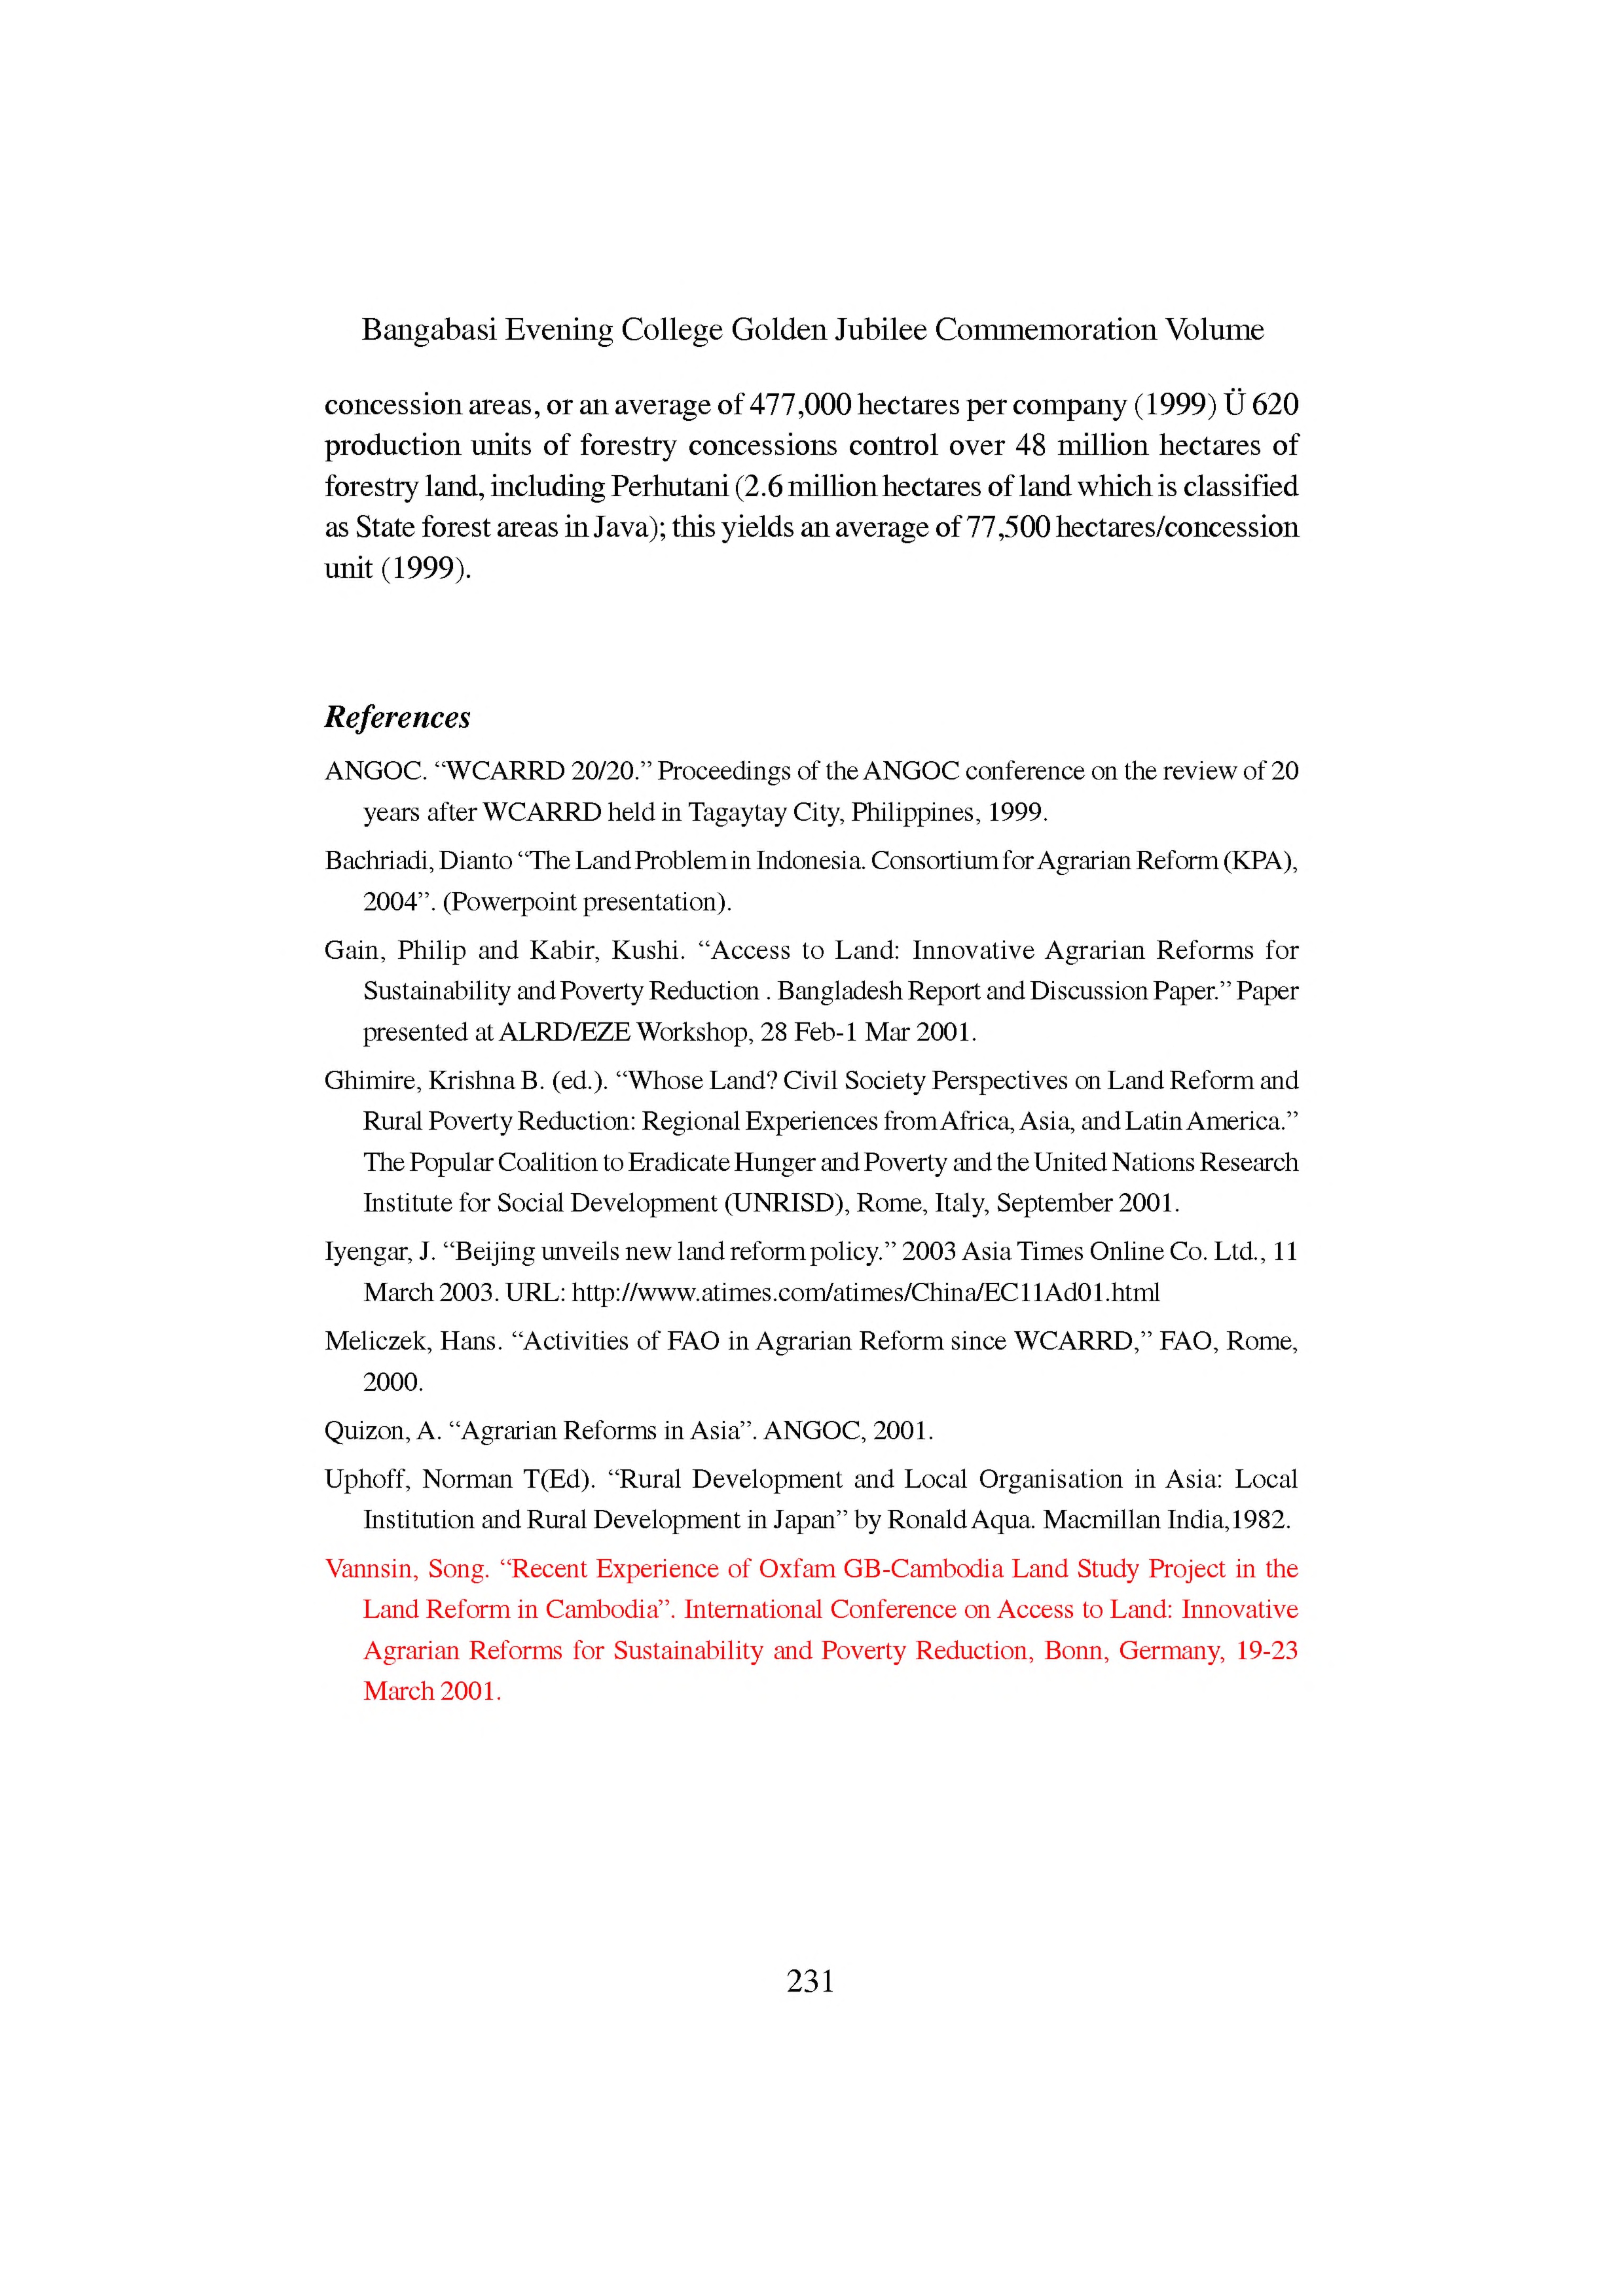 Bangabasi Evening College Golden Jubilee Commemoration Volume
concession areas, or an average of 477,000 hectares per company (1999) Ü 620
production units of forestry concessions control over 48 million hectares of
forestry land, including Perhutani (2.6 million hectares of land which is classified
as State forest areas in Java); this yields an average of 77,500 hectares/concession
unit (1999).
References
ANGOC. “WCARRD 20/20.” Proceedings of the ANGOC conference on the review of 20
years after WCARRD held in Tagaytay City, Philippines, 1999.
Bachriadi, Dianto “The Land Problem in Indonesia. Consortium for Agrarian Reform (KPA),
2004”. (Powerpoint presentation).
Gain, Philip and Kabir, Kushi. “Access to Land: Innovative Agrarian Reforms for
Sustainability and Poverty Reduction . Bangladesh Report and Discussion Paper.” Paper
presented at ALRD/EZE Workshop, 28 Feb-1 Mar 2001.
Ghimire, Krishna B. (ed.). “Whose Land? Civil Society Perspectives on Land Reform and
Rural Poverty Reduction: Regional Experiences from Africa, Asia, and Latin America.”
The Popular Coalition to Eradicate Hunger and Poverty and the United Nations Research
Institute for Social Development (UNRISD), Rome, Italy, September 2001.
Iyengar, J. “Beijing unveils new land reform policy.” 2003 Asia Times Online Co. Ltd., 11
March 2003. URL: http://www.atimes.com/atimes/China/EC11Ad01.html
Meliczek, Hans. “Activities of FAO in Agrarian Reform since WCARRD,” FAO, Rome,
2000.
Quizon, A. “Agrarian Reforms in Asia”. ANGOC, 2001.
Uphoff, Norman T(Ed). “Rural Development and Local Organisation in Asia: Local
Institution and Rural Development in Japan” by Ronald Aqua. Macmillan India,1982.
Vannsin, Song. “Recent Experience of Oxfam GB-Cambodia Land Study Project in the
Land Reform in Cambodia”. International Conference on Access to Land: Innovative
Agrarian Reforms for Sustainability and Poverty Reduction, Bonn, Germany, 19-23
March 2001.
231